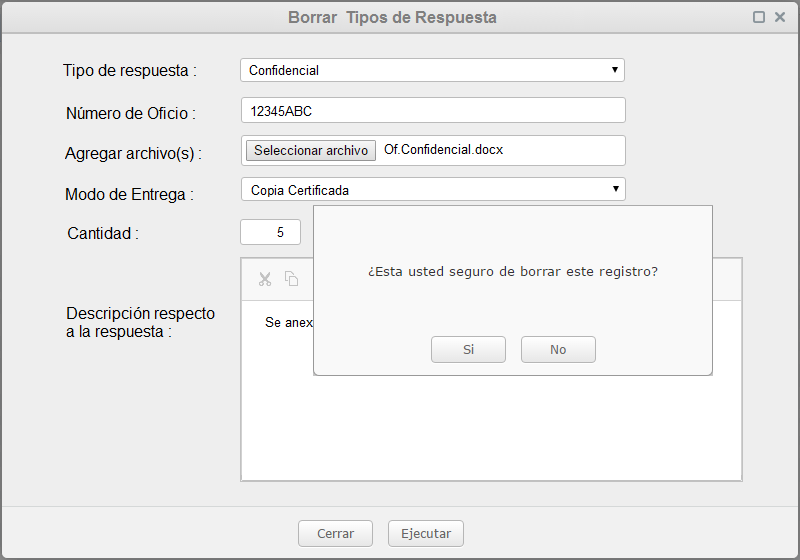 Borrar Tipos de Respuesta
Tipo de respuesta : Confidencial
Número de Oficio : 12345ABC
Agregar archivo(s) : Seleccionar archivo Of.Confidencial.docx
Modo de Entrega : Copia Certificada
Cantidad : 5
¿Esta usted seguro de borrar este registro?
Si No
Descripción respecto
a la respuesta :
Se anex
Cerrar Ejecutar